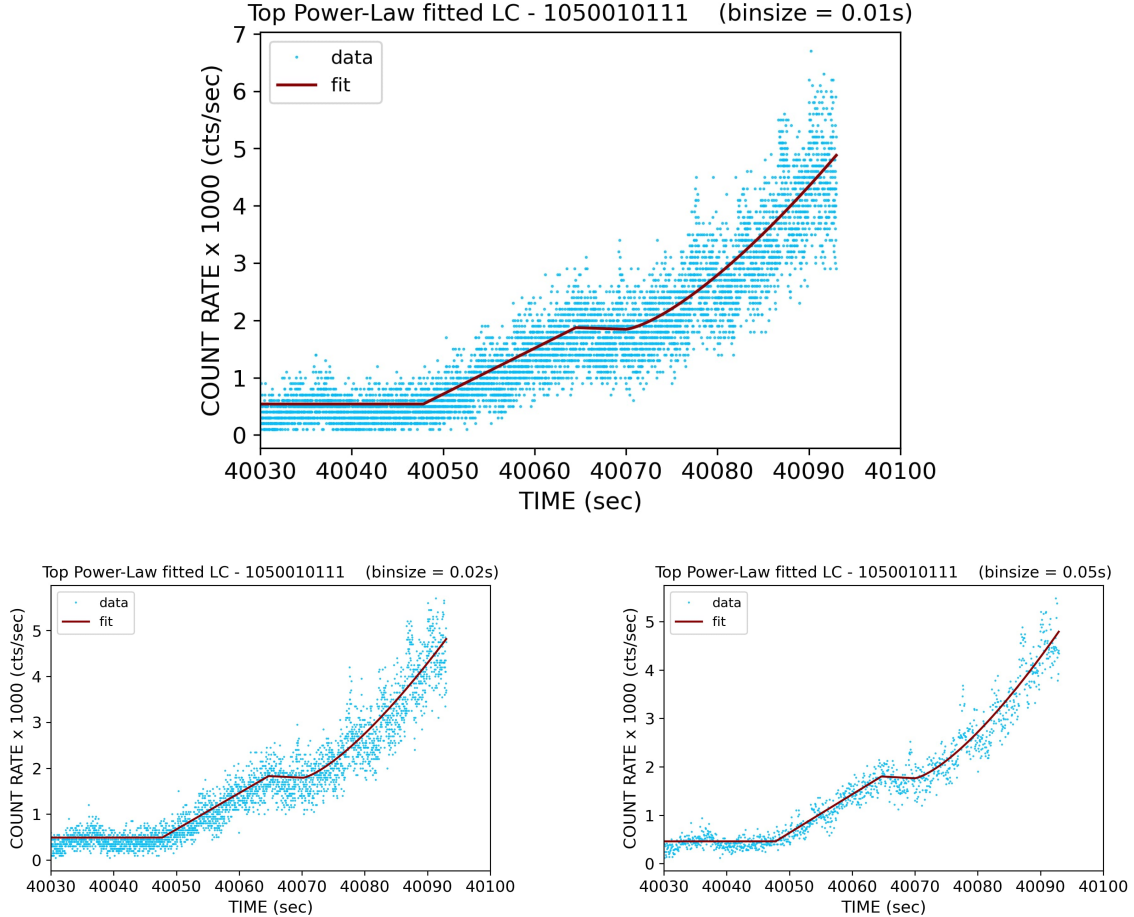 Top Power-Law fitted LC - 1050010111 (binsize = 0.01s)
data
fit
COUNT RATE x 1000 (cts/sec)
7
6
5
4
3
2
1
0
40030 40040 40050 40060 40070 40080 40090 40100
TIME (sec)
Top Power-Law fitted LC - 1050010111 (binsize = 0.02s)
data
fit
COUNT RATE x 1000 (cts/sec)
5
4
3
2
1
0
40030 40040 40050 40060 40070 40080 40090 40100
TIME (sec)
Top Power-Law fitted LC - 1050010111 (binsize = 0.05s)
data
fit
COUNT RATE x 1000 (cts/sec)
5
4
3
2
1
0
40030 40040 40050 40060 40070 40080 40090 40100
TIME (sec)